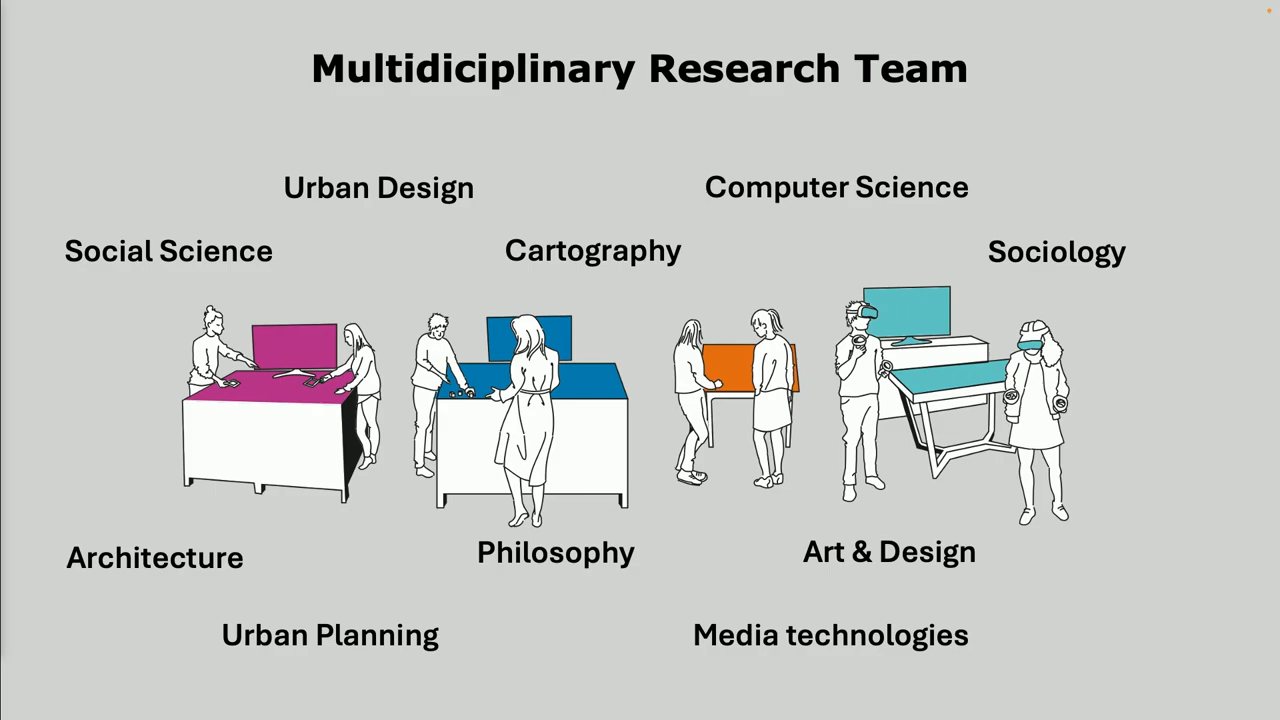 Multidiciplinary Research Team
Urban Design
Computer Science
Social Science
Cartography
Sociology
Architecture
Philosophy
Art & Design
Urban Planning
Media technologies